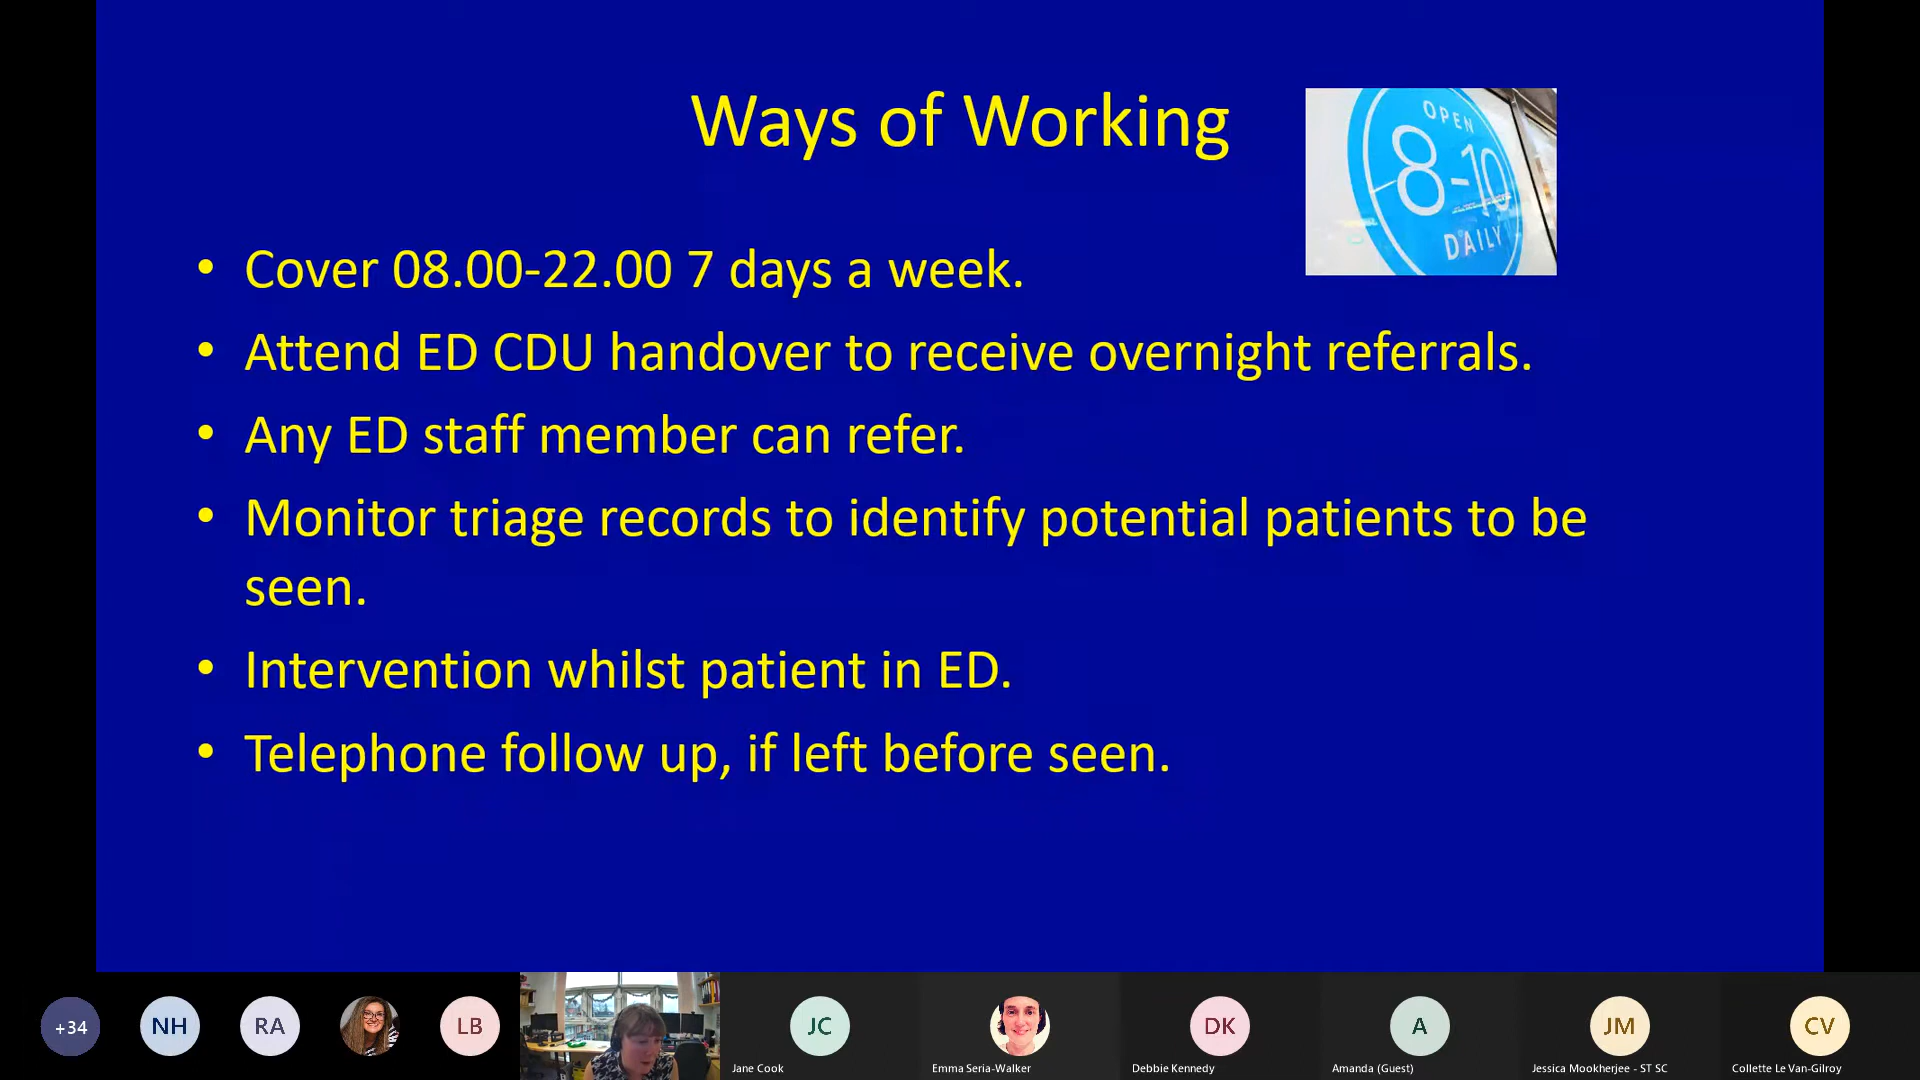 Ways of Working
OPEN
8-10
DAILY
• Cover 08.00-22.00 7 days a week.
• Attend ED CDU handover to receive overnight referrals.
• Any ED staff member can refer.
• Monitor triage records to identify potential patients to be
seen.
• Intervention whilst patient in ED.
• Telephone follow up, if left before seen.
+34
NH
RA
LB
JC
DK
A
JM
CV
Jane Cook
Emma Seria-Walker
Debbie Kennedy
Amanda (Guest)
Jessica Mookherjee - ST SC
Collette Le Van-Gilroy